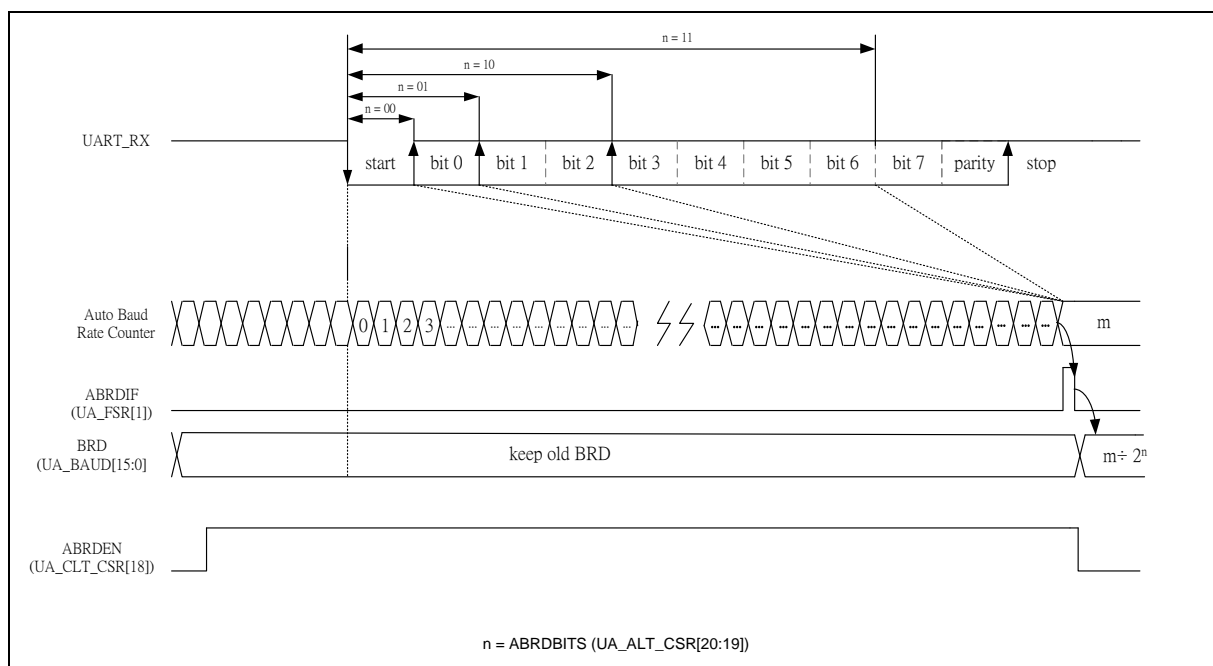 n = 11
n = 10
n = 01
n = 00
UART_RX
start bit 0 bit 1 bit 2 bit 3 bit 4 bit 5 bit 6 bit 7 parity stop
Auto Baud
Rate Counter
0 1 2 3 ... ... ... ... ... ... ... ... ... ... ... ... ... ... ... ... ... ... ... ... ... m
ABRDIF
(UA_FSR[1])
BRD
(UA_BAUD[15:0]
keep old BRD
m÷ 2ⁿ
ABRDEN
(UA_CLT_CSR[18])
n = ABRDBITS (UA_ALT_CSR[20:19])